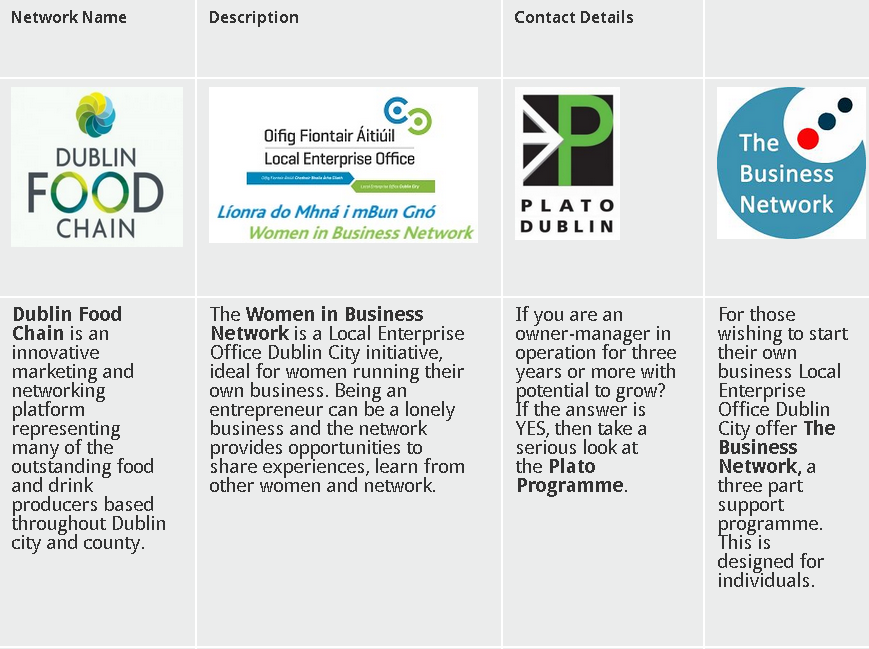 Network Name
Description
Contact Details
DUBLIN
FOOD
CHAIN
Oifig Fiontair Áitiúil
Local Enterprise Office
Líonra do Mhná i mBun Gnó
Women in Business Network
P
PLATO
DUBLIN
The
Business
Network
Dublin Food
Chain is an
innovative
marketing and
networking
platform
representing
many of the
outstanding food
and drink
producers based
throughout Dublin
city and county.
The Women in Business
Network is a Local Enterprise
Office Dublin City initiative,
ideal for women running their
own business. Being an
entrepreneur can be a lonely
business and the network
provides opportunities to
share experiences, learn from
other women and network.
If you are an
owner-manager in
operation for three
years or more with
potential to grow?
If the answer is
YES, then take a
serious look at
the Plato
Programme.
For those
wishing to start
their own
business Local
Enterprise
Office Dublin
City offer The
Business
Network, a
three part
support
programme.
This is
designed for
individuals.